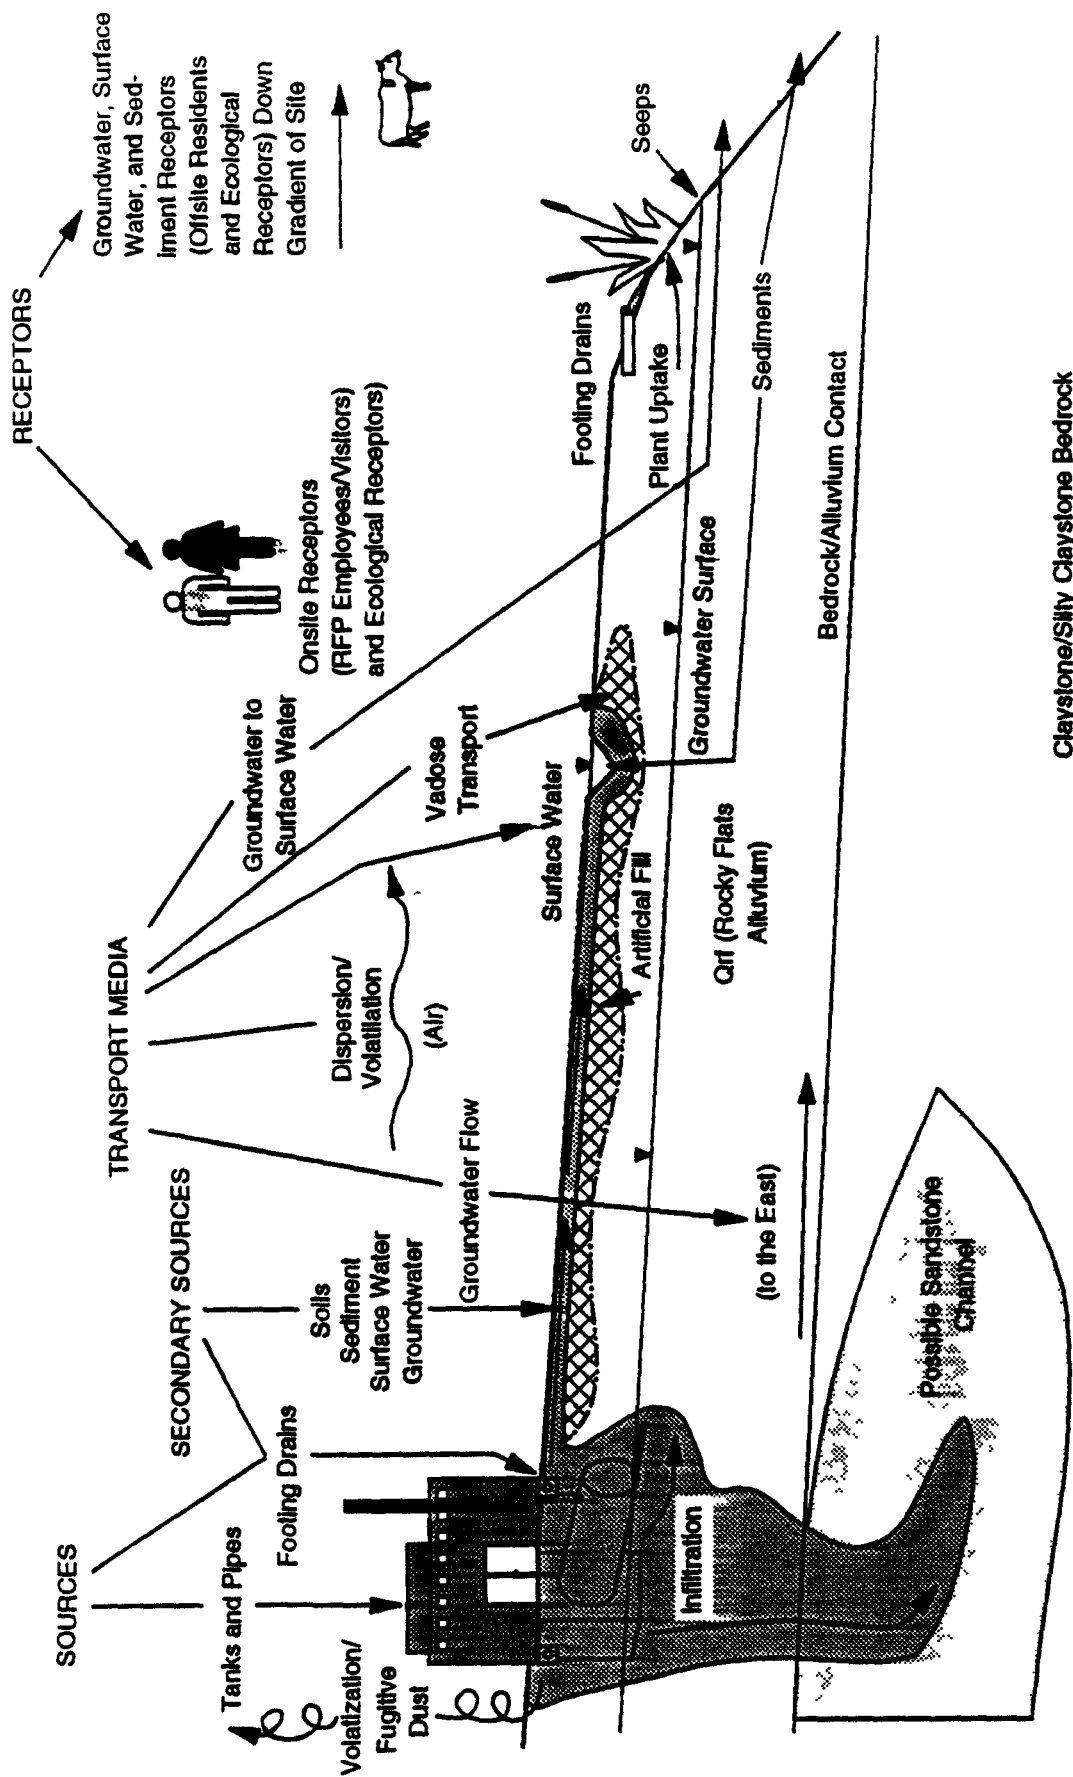 SOURCES
SECONDARY SOURCES
TRANSPORT MEDIA
RECEPTORS
Tanks and Pipes
Footing Drains
Volatization/
Fugitive
Dust
Soils
Sediment
Surface Water
Groundwater
Groundwater Flow
Dispersion/
Volatilation
(Air)
Groundwater to
Surface Water
Vadose
Transport
Surface Water
Onsite Receptors
(RFP Employees/Visitors)
and Ecological Receptors)
Groundwater, Surface
Water, and Sed-
iment Receptors
(Offsite Residents
and Ecological
Receptors) Down
Gradient of Site
Footing Drains
Plant Uptake
Seeps
Artificial Fill
Groundwater Surface
Sediments
Infiltration
(to the East)
Qrf (Rocky Flats
Alluvium)
Bedrock/Alluvium Contact
Possible Sandstone
Channel
Claystone/Silty Claystone Bedrock